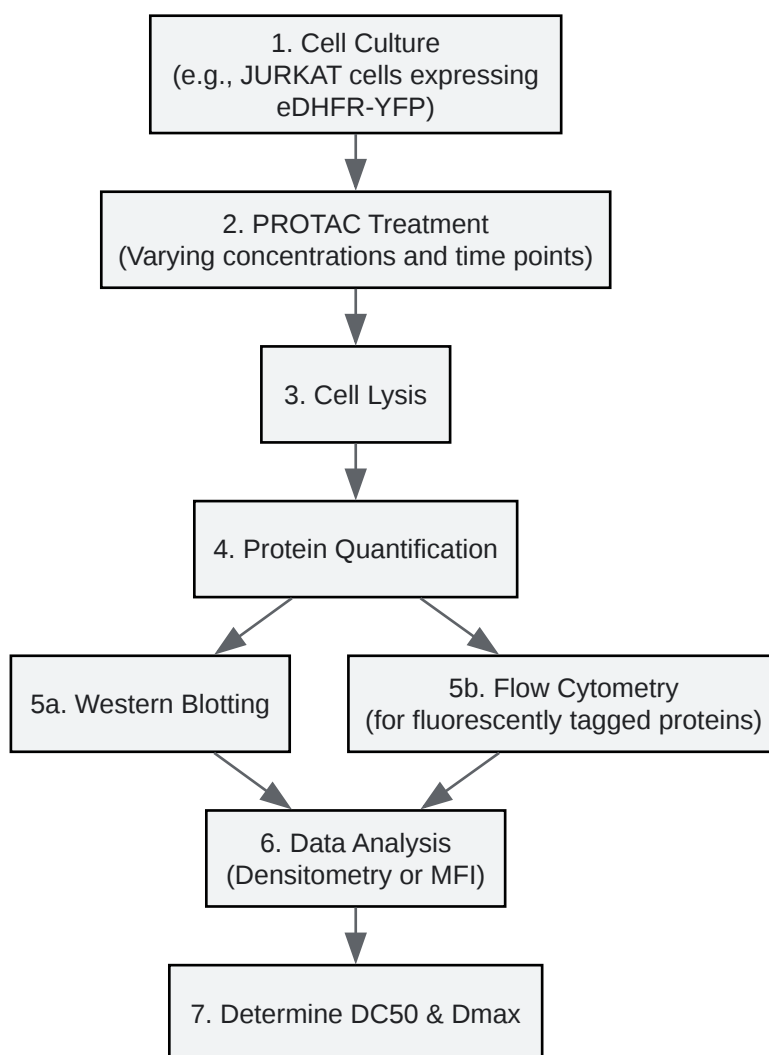 1. Cell Culture
(e.g., JURKAT cells expressing
eDHFR-YFP)
2. PROTAC Treatment
(Varying concentrations and time points)
3. Cell Lysis
4. Protein Quantification
5a. Western Blotting
5b. Flow Cytometry
(for fluorescently tagged proteins)
6. Data Analysis
(Densitometry or MFI)
7. Determine DC50 & Dmax